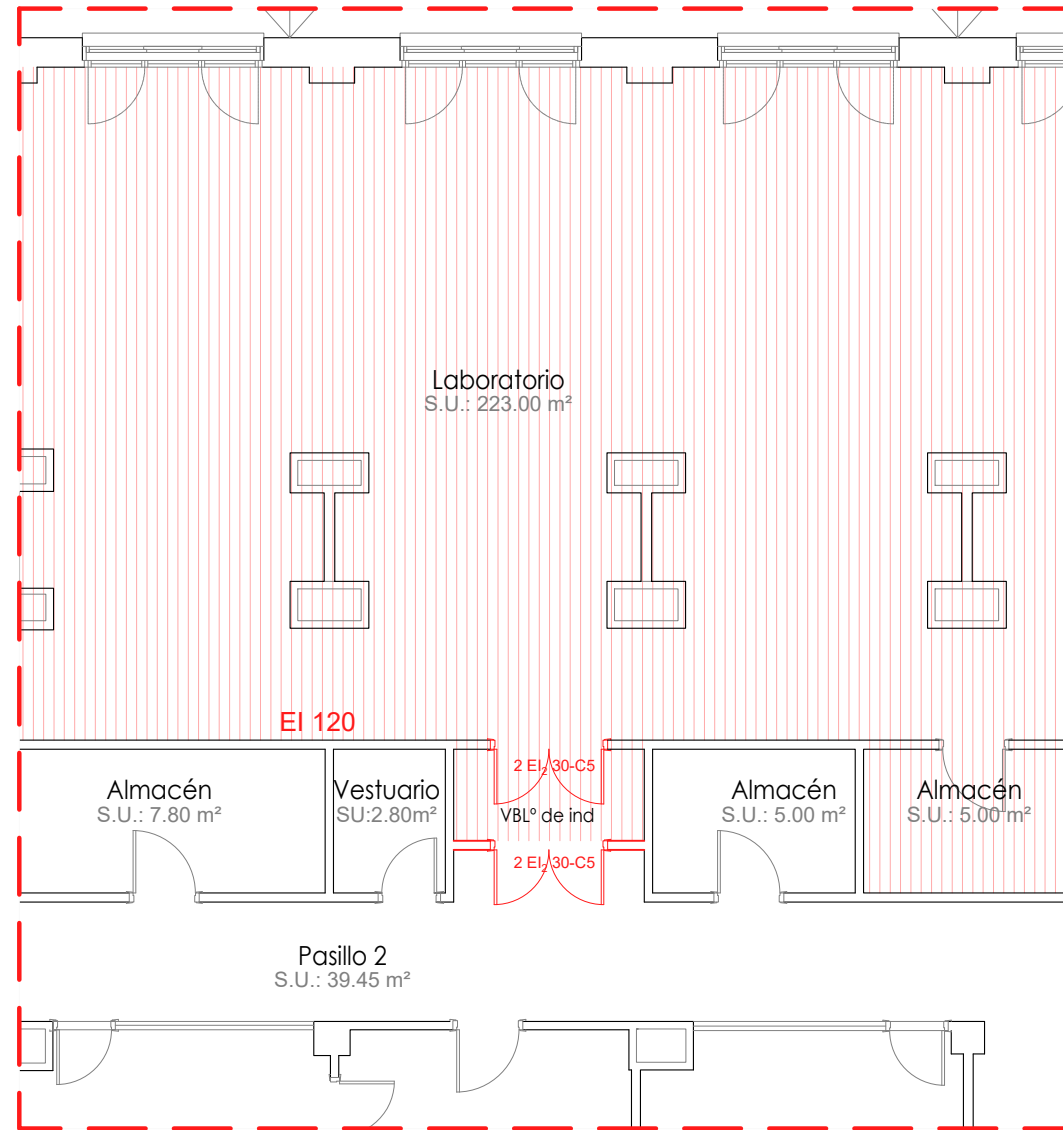 Laboratorio
S.U.: 223.00 m²
EI 120
2 EI₂ 30-C5
Almacén
S.U.: 7.80 m²
Vestuario
SU:2.80m²
VBLº de ind
Almacén
S.U.: 5.00 m²
Almacén
S.U.: 5.00 m²
2 EI₂ 30-C5
Pasillo 2
S.U.: 39.45 m²